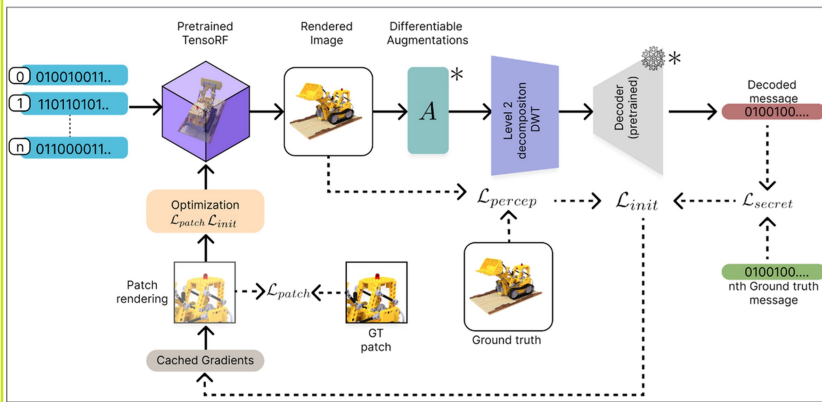 Pretrained
TensoRF
Rendered
Image
Differentiable
Augmentations
0 010010011..
1 110110101..
n 011000011..
A
*
Level 2
decompositon
DWT
Decoder
(pretrained)
*
Decoded
message
0100100....
Optimization
ℒpatch ℒinit
ℒpercep
ℒinit
ℒsecret
Patch
rendering
ℒpatch
GT
patch
Ground truth
0100100....
nth Ground truth
message
Cached Gradients